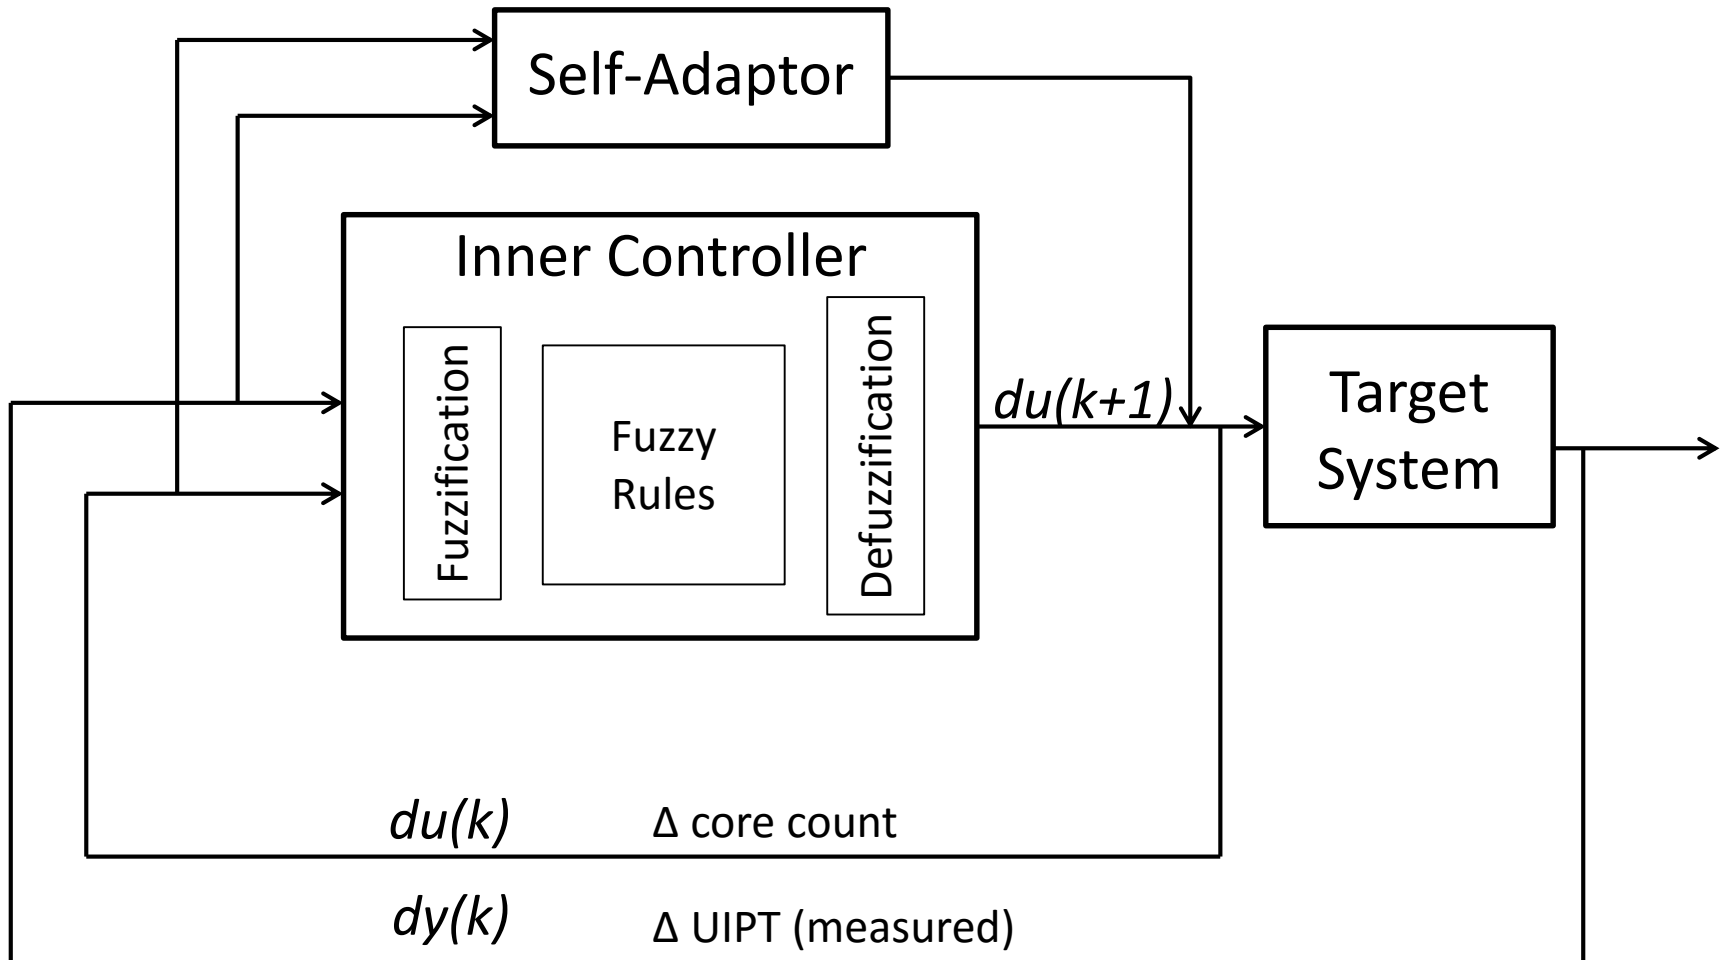 Self-Adaptor
Inner Controller
Fuzzification
Fuzzy
Rules
Defuzzification
du(k+1)
Target
System
du(k) Δ core count
dy(k) Δ UIPT (measured)